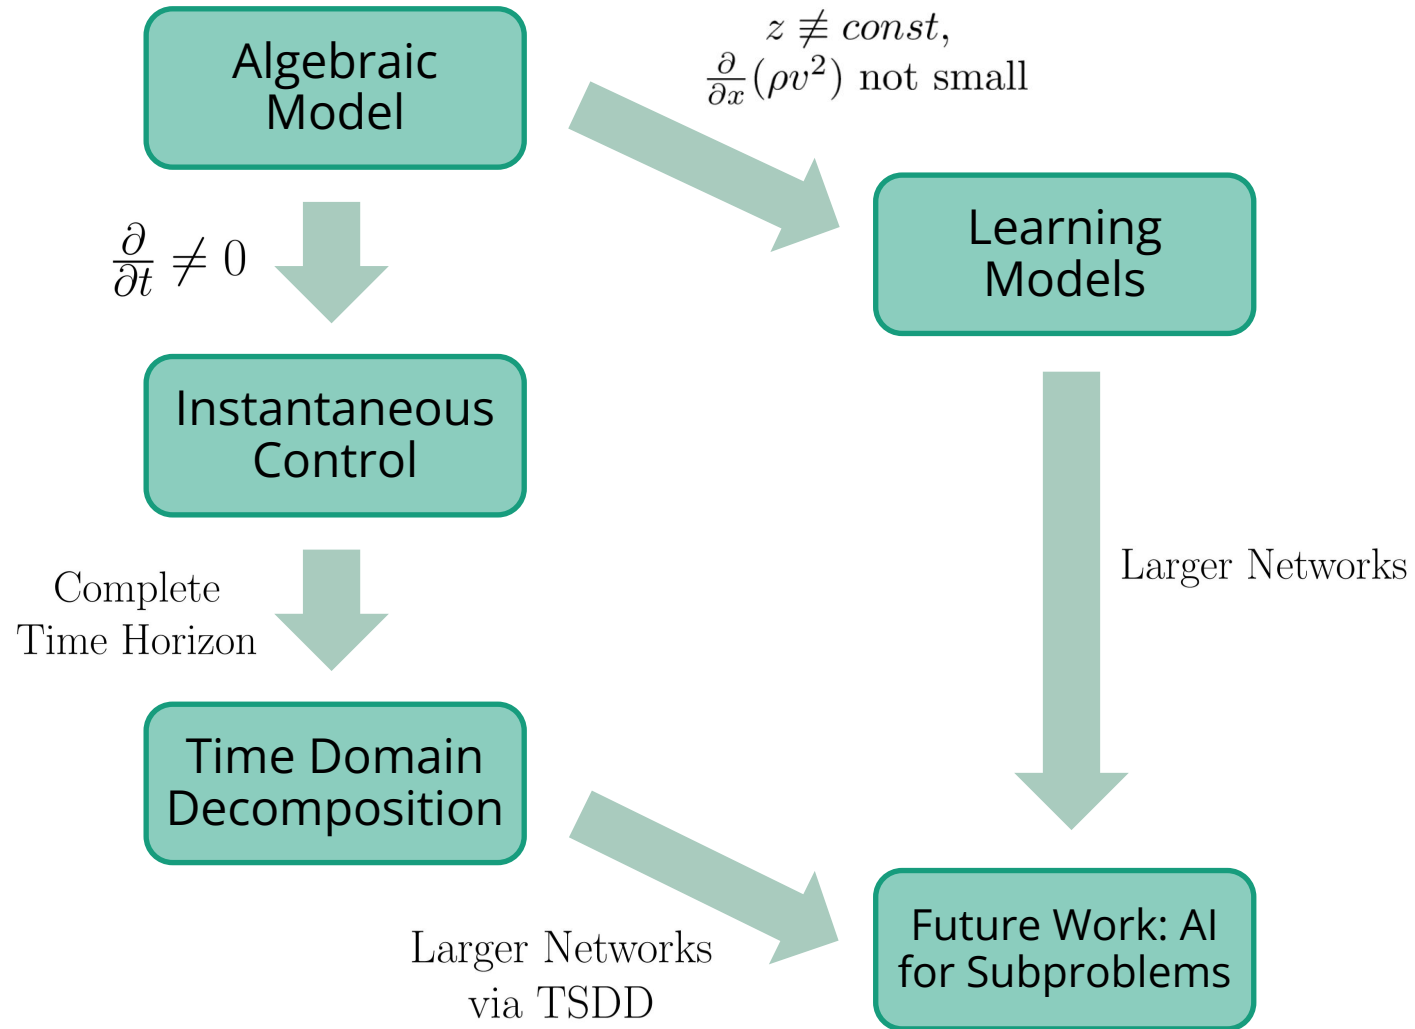 Algebraic
Model
z ≢ const,
∂/∂x (ρv²) not small
∂/∂t ≠ 0
Learning
Models
Instantaneous
Control
Complete
Time Horizon
Larger Networks
Time Domain
Decomposition
Larger Networks
via TSDD
Future Work: AI
for Subproblems